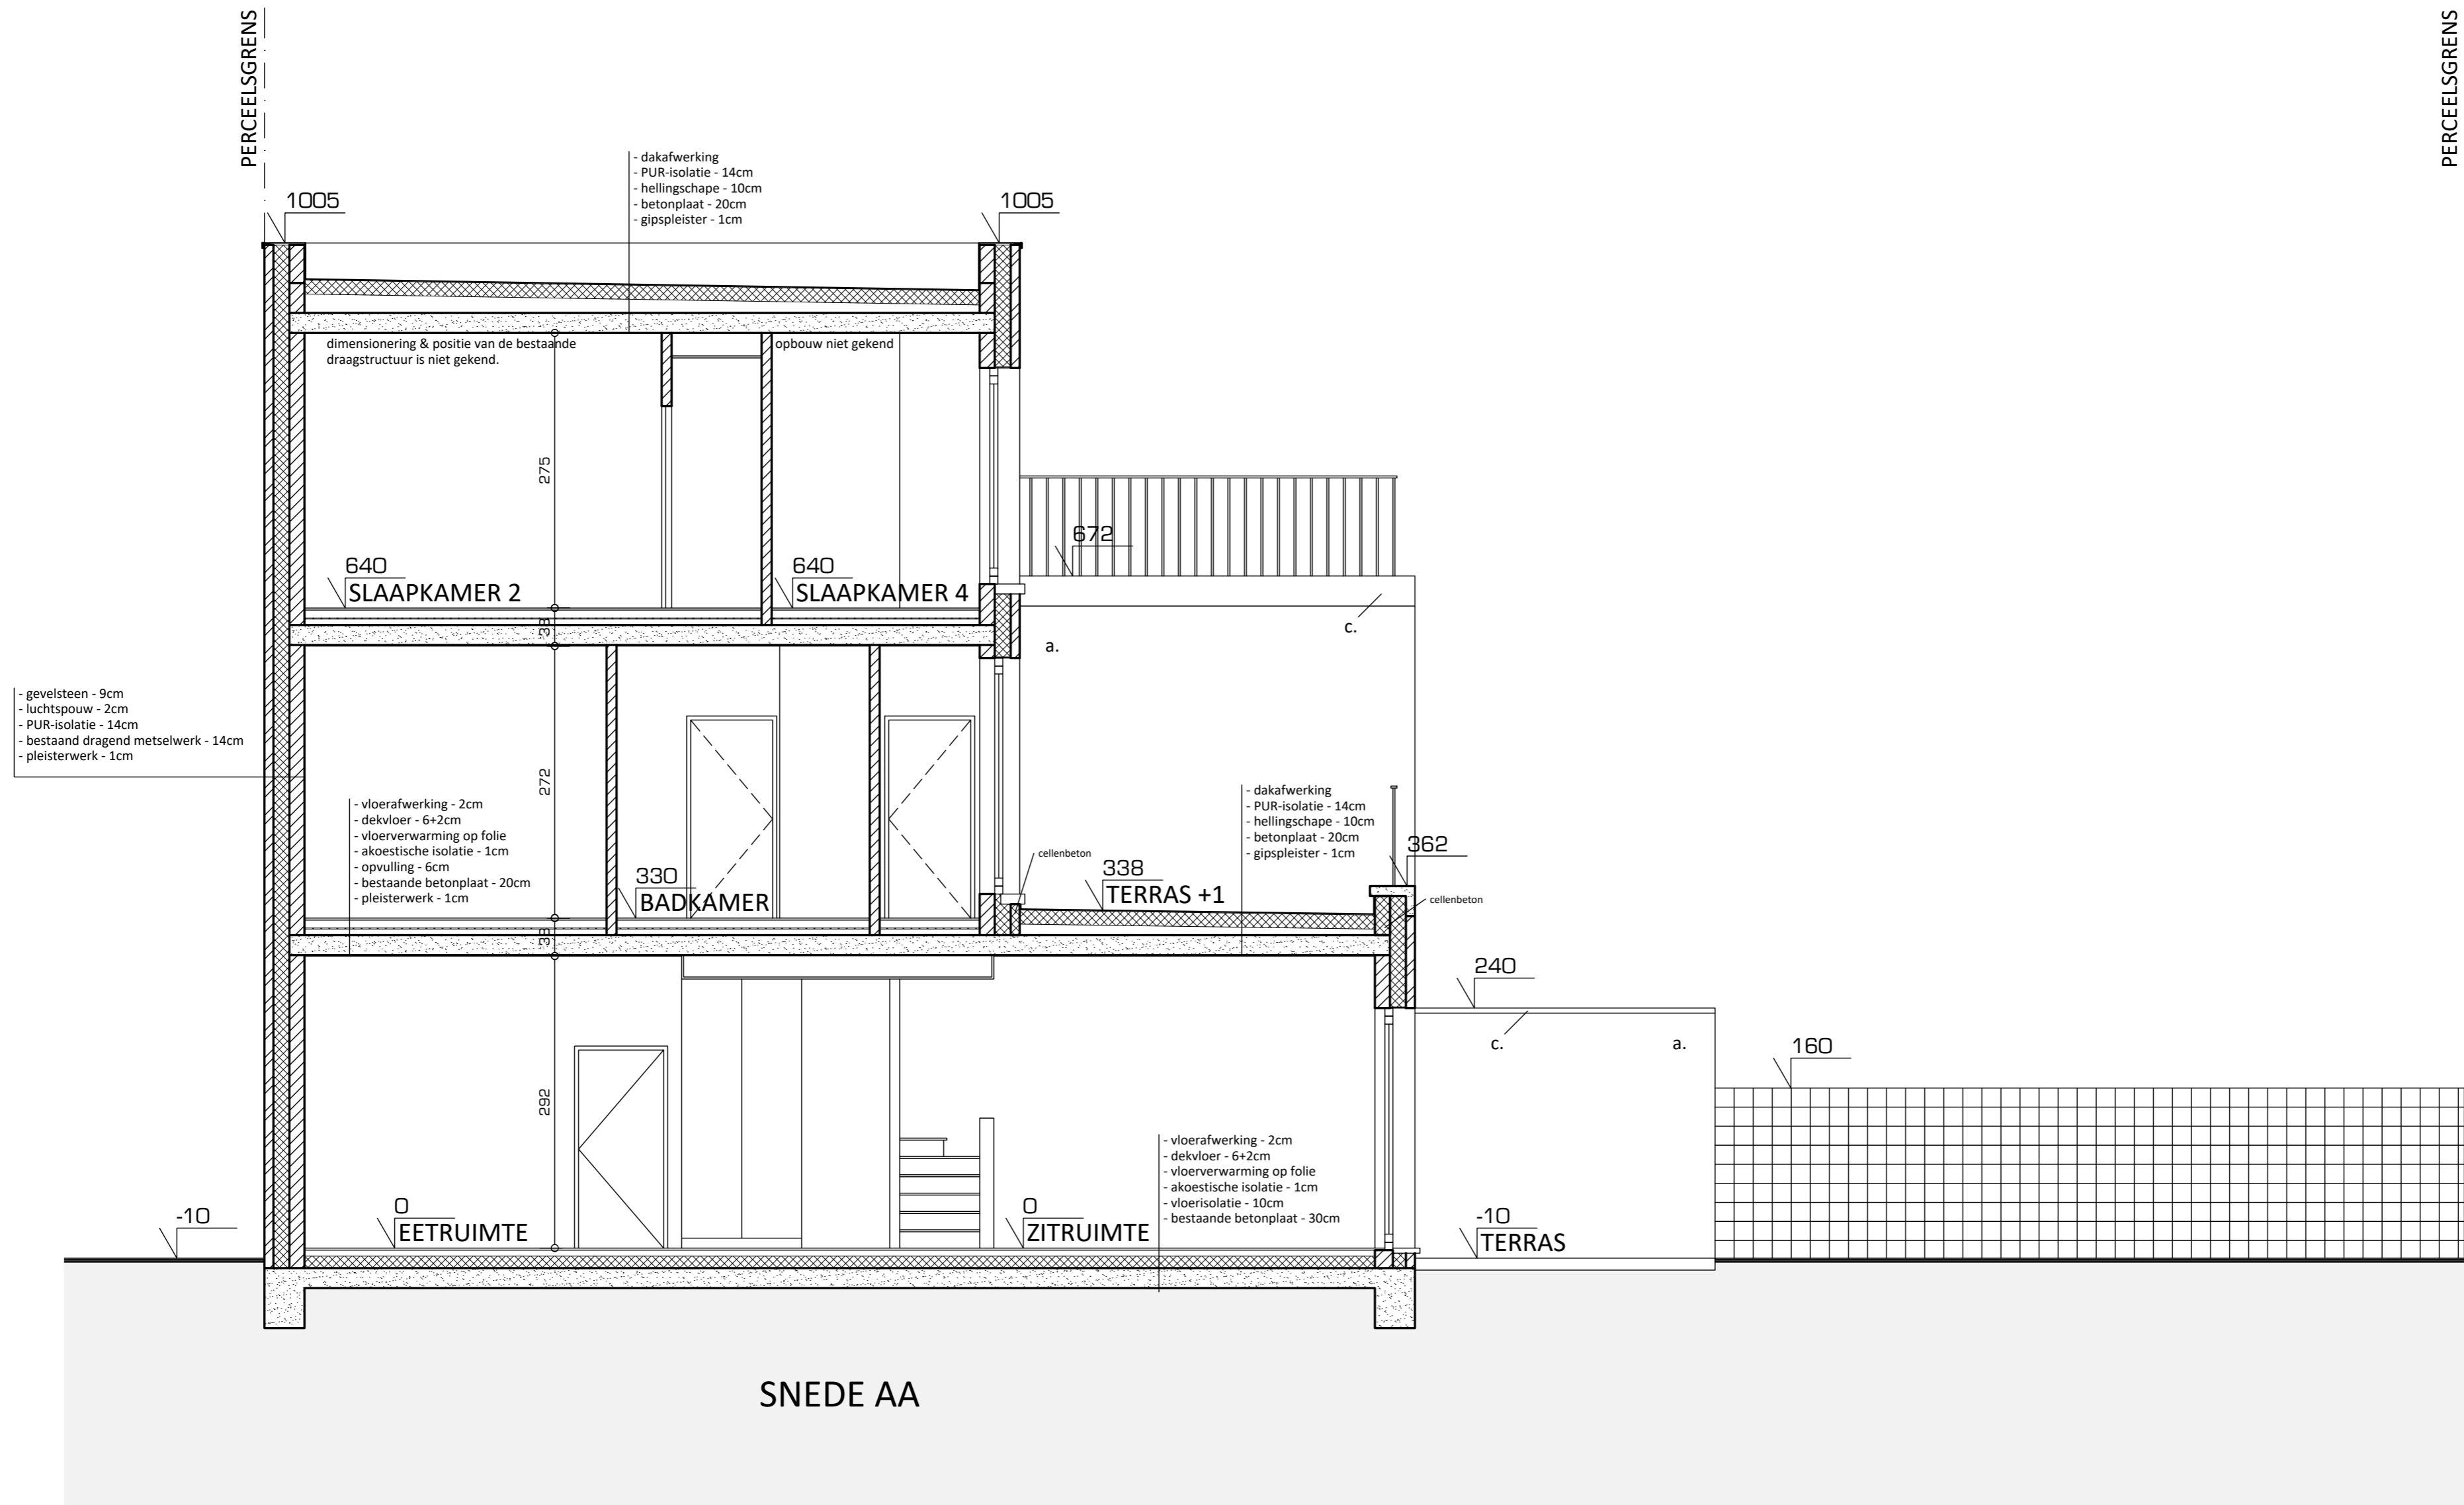 PERCEELSGRENS
PERCEELSGRENS
- dakafwerking
- PUR-isolatie - 14cm
- hellingschape - 10cm
- betonplaat - 20cm
- gipspleister - 1cm
1005
1005
dimensionering & positie van de bestaande
draagstructuur is niet gekend.
opbouw niet gekend
275
672
640
SLAAPKAMER 2
640
SLAAPKAMER 4
33
c.
a.
- gevelsteen - 9cm
- luchtspouw - 2cm
- PUR-isolatie - 14cm
- bestaand dragend metselwerk - 14cm
- pleisterwerk - 1cm
272
- vloerafwerking - 2cm
- dekvloer - 6+2cm
- vloerverwarming op folie
- akoestische isolatie - 1cm
- opvulling - 6cm
- bestaande betonplaat - 20cm
- pleisterwerk - 1cm
- dakafwerking
- PUR-isolatie - 14cm
- hellingschape - 10cm
- betonplaat - 20cm
- gipspleister - 1cm
362
cellenbeton
330
BADKAMER
338
TERRAS +1
cellenbeton
33
240
c.
a.
160
292
- vloerafwerking - 2cm
- dekvloer - 6+2cm
- vloerverwarming op folie
- akoestische isolatie - 1cm
- vloerisolatie - 10cm
- bestaande betonplaat - 30cm
-10
0
EETRUIMTE
0
ZITRUIMTE
-10
TERRAS
SNEDE AA